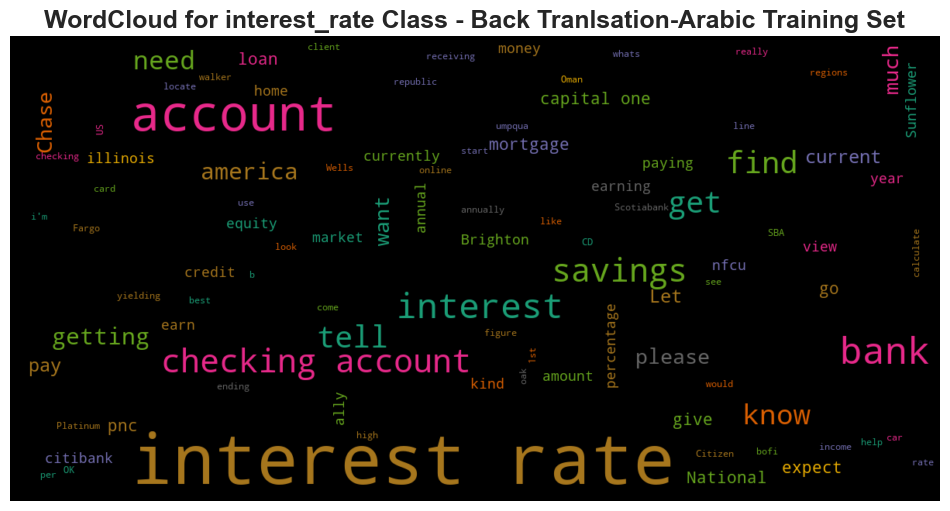 WordCloud for interest_rate Class - Back Tranlsation-Arabic Training Set
client
need
loan
money
receiving
whats
really
much
walker
locate
home
republic
Oman
regions
Sunflower
Chase
US
account
capital one
umpqua
line
checking
illinois
america
Wells
currently
online
start
mortgage
paying
find
current
year
card
i'm
Fargo
use
equity
want
annual
annually
earning
Scotiabank
get
like
market
look
Brighton
CD
SBA
view
calculate
credit
b
savings
nfcu
see
go
yielding
best
come
interest
Let
getting
earn
tell
figure
percentage
pay
checking account
1st
oak
please
bank
ending
kind
amount
ally
give
know
Platinum
pnc
high
citibank
per
OK
interest rate
Citizen
bofi
income
help
car
National
expect
rate
would